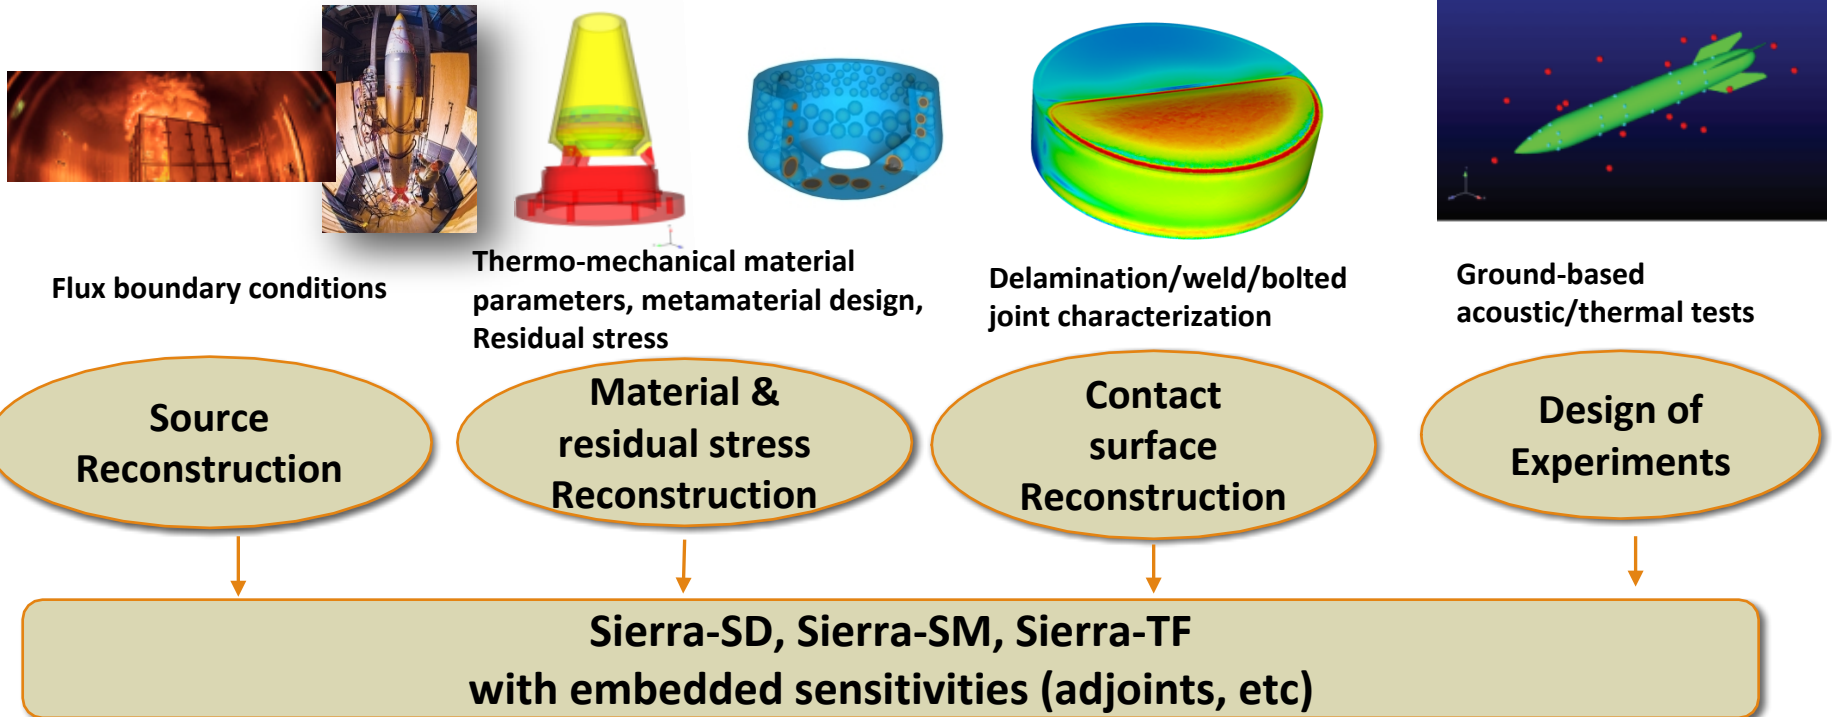 Flux boundary conditions
Thermo-mechanical material
parameters, metamaterial design,
Residual stress
Delamination/weld/bolted
joint characterization
Ground-based
acoustic/thermal tests
Source
Reconstruction
Material &
residual stress
Reconstruction
Contact
surface
Reconstruction
Design of
Experiments
Sierra-SD, Sierra-SM, Sierra-TF
with embedded sensitivities (adjoints, etc)